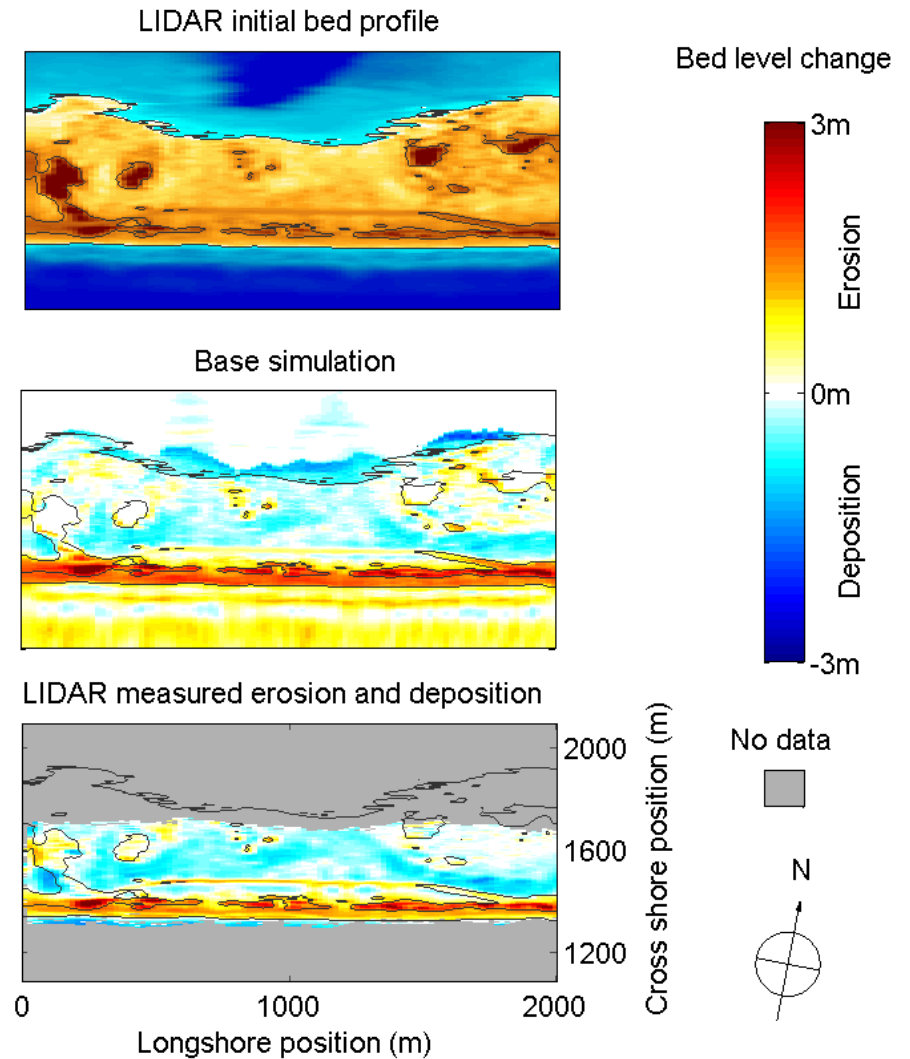 LIDAR initial bed profile
Bed level change
3m
Erosion
0m
Deposition
-3m
Base simulation
LIDAR measured erosion and deposition
2000
1600
1200
Cross shore position (m)
0
1000
2000
Longshore position (m)
No data
N